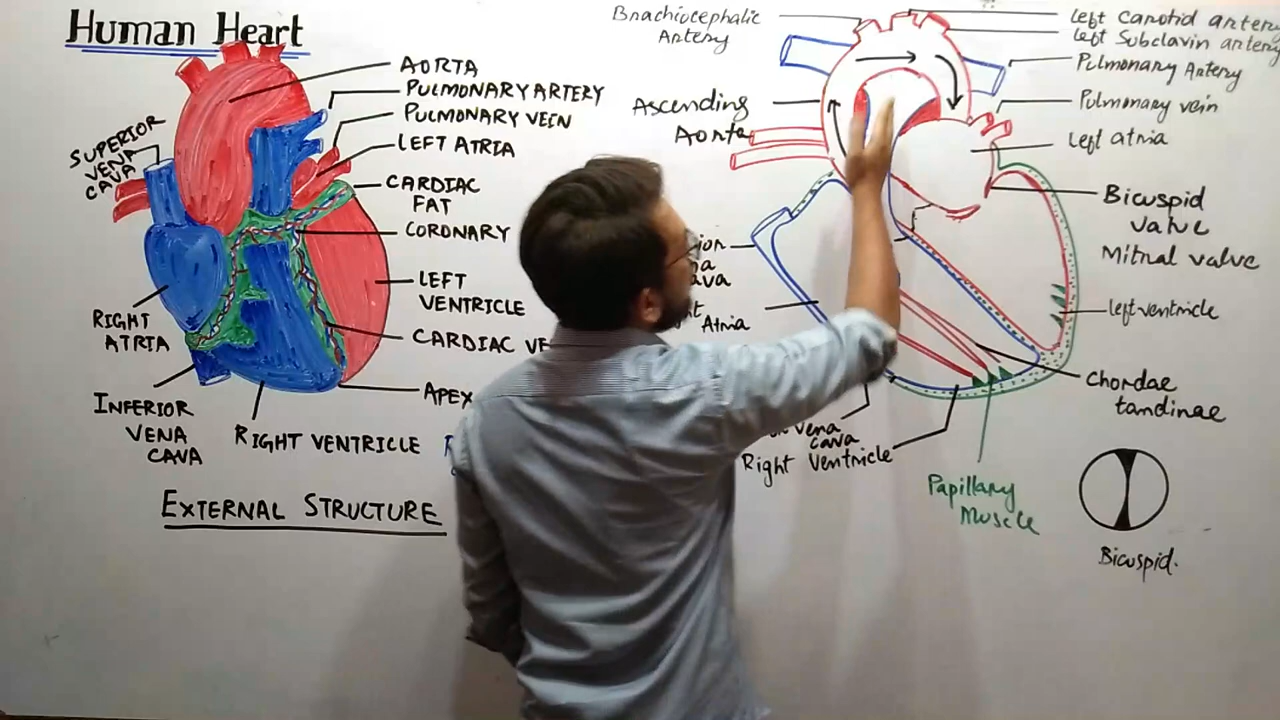 Human Heart
AORTA
PULMONARY ARTERY
PULMONARY VEIN
LEFT ATRIA
SUPERIOR
VENA
CAVA
CARDIAC
FAT
CORONARY
LEFT
VENTRICLE
CARDIAC VE
APEX
RIGHT
ATRIA
INFERIOR
VENA
CAVA
RIGHT VENTRICLE
EXTERNAL STRUCTURE
Brachiocephalic
Artery
Left Carotid artery
left Subclavin artery
Pulmonary Artery
Pulmonary vein
Left atria
Ascending
Aorta
Bicuspid
valve
Mitral valve
left ventricle
Chordae
tandinae
Atria
vena
cava
Right Ventricle
Papillary
Muscle
Bicuspid.